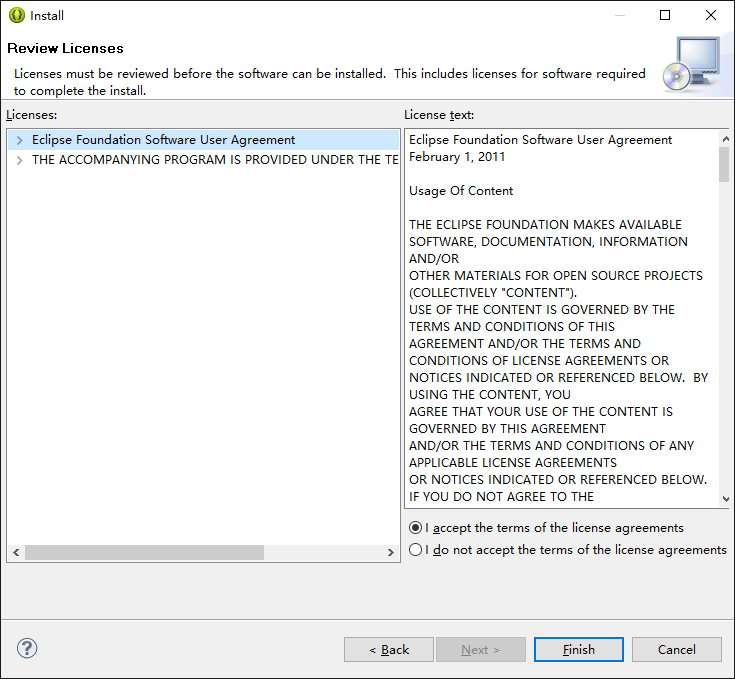 Install
Review Licenses
Licenses must be reviewed before the software can be installed.  This includes licenses for software required
to complete the install.
Licenses:
Eclipse Foundation Software User Agreement
THE ACCOMPANYING PROGRAM IS PROVIDED UNDER THE TE
License text:
Eclipse Foundation Software User Agreement
February 1, 2011
Usage Of Content
THE ECLIPSE FOUNDATION MAKES AVAILABLE
SOFTWARE, DOCUMENTATION, INFORMATION
AND/OR
OTHER MATERIALS FOR OPEN SOURCE PROJECTS
(COLLECTIVELY "CONTENT").
USE OF THE CONTENT IS GOVERNED BY THE
TERMS AND CONDITIONS OF THIS
AGREEMENT AND/OR THE TERMS AND
CONDITIONS OF LICENSE AGREEMENTS OR
NOTICES INDICATED OR REFERENCED BELOW.  BY
USING THE CONTENT, YOU
AGREE THAT YOUR USE OF THE CONTENT IS
GOVERNED BY THIS AGREEMENT
AND/OR THE TERMS AND CONDITIONS OF ANY
APPLICABLE LICENSE AGREEMENTS
OR NOTICES INDICATED OR REFERENCED BELOW.
IF YOU DO NOT AGREE TO THE
I accept the terms of the license agreements
I do not accept the terms of the license agreements
?
< Back
Next >
Finish
Cancel